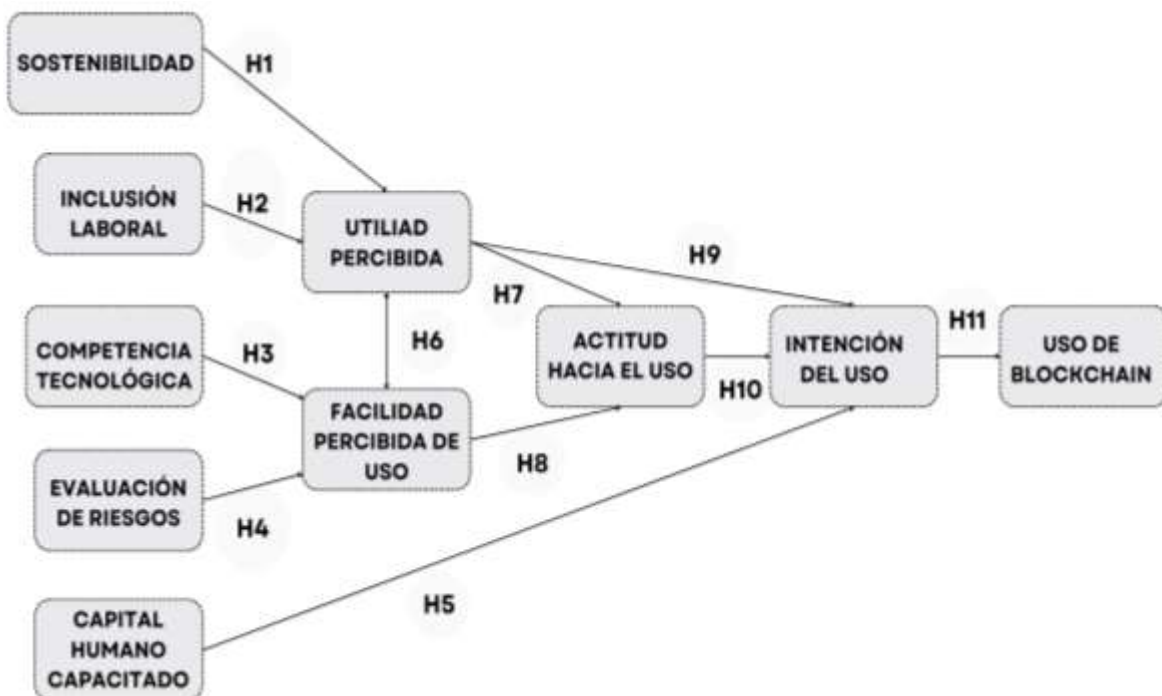 SOSTENIBILIDAD
H1
INCLUSIÓN
LABORAL
H2
UTILIAD
PERCIBIDA
H9
H7
COMPETENCIA
TECNOLÓGICA
H3
H6
ACTITUD
HACIA EL USO
H10
INTENCIÓN
DEL USO
H11
USO DE
BLOCKCHAIN
FACILIDAD
PERCIBIDA DE
USO
H8
EVALUACIÓN
DE RIESGOS
H4
H5
CAPITAL
HUMANO
CAPACITADO